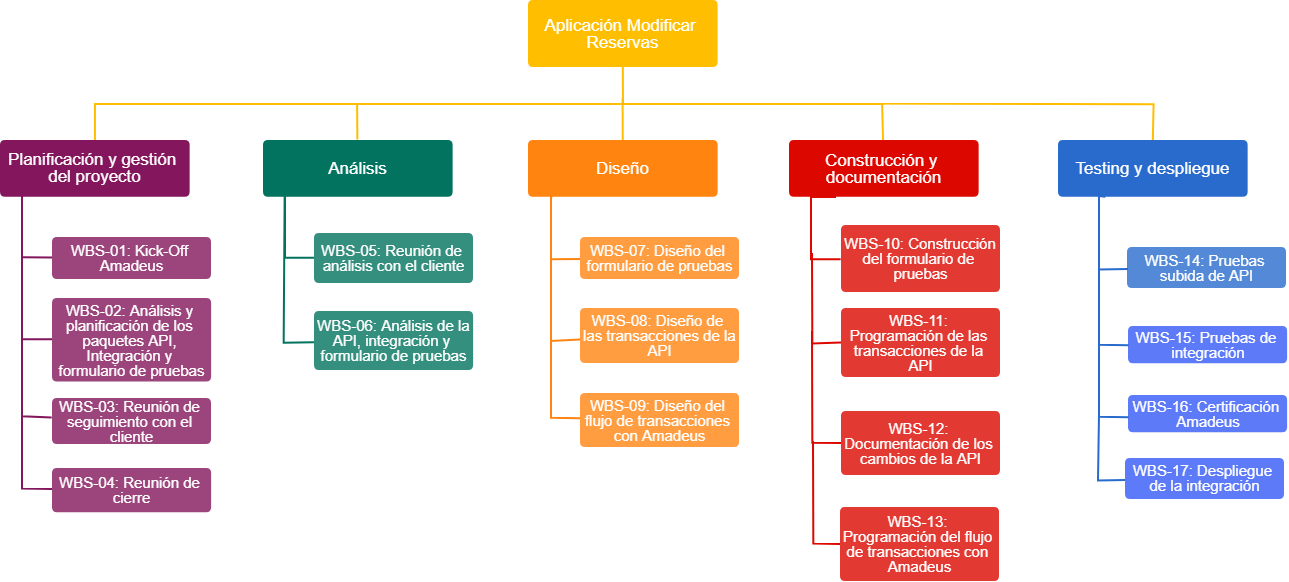 Aplicación Modificar
Reservas
Planificación y gestión
del proyecto
Análisis
Diseño
Construcción y
documentación
Testing y despliegue
WBS-01: Kick-Off
Amadeus
WBS-02: Análisis y
planificación de los
paquetes API,
Integración y
formulario de pruebas
WBS-03: Reunión de
seguimiento con el
cliente
WBS-04: Reunión de
cierre
WBS-05: Reunión de
análisis con el cliente
WBS-06: Análisis de la
API, integración y
formulario de pruebas
WBS-07: Diseño del
formulario de pruebas
WBS-08: Diseño de
las transacciones de la
API
WBS-09: Diseño del
flujo de transacciones
con Amadeus
WBS-10: Construcción
del formulario de
pruebas
WBS-11:
Programación de las
transacciones de la
API
WBS-12:
Documentación de los
cambios de la API
WBS-13:
Programación del flujo
de transacciones con
Amadeus
WBS-14: Pruebas
subida de API
WBS-15: Pruebas de
integración
WBS-16: Certificación
Amadeus
WBS-17: Despliegue
de la integración